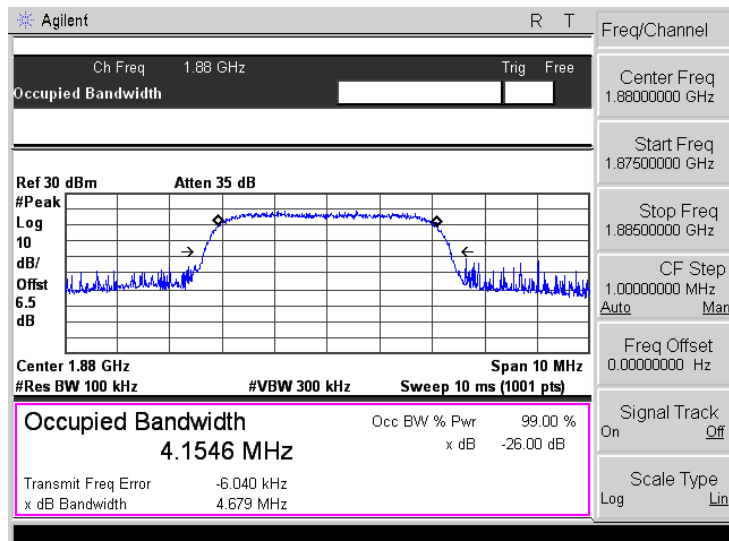 Agilent R T
Freq/Channel
Ch Freq 1.88 GHz Trig Free
Occupied Bandwidth
Center Freq
1.88000000 GHz
Start Freq
1.87500000 GHz
Stop Freq
1.88500000 GHz
CF Step
1.00000000 MHz
Auto Man
Freq Offset
0.00000000 Hz
Signal Track
On Off
Scale Type
Log Lin
Ref 30 dBm Atten 35 dB
#Peak
Log
10
dB/
Offst
6.5
dB
Center 1.88 GHz Span 10 MHz
#Res BW 100 kHz #VBW 300 kHz Sweep 10 ms (1001 pts)
Occupied Bandwidth Occ BW % Pwr 99.00 %
4.1546 MHz x dB -26.00 dB
Transmit Freq Error -6.040 kHz
x dB Bandwidth 4.679 MHz